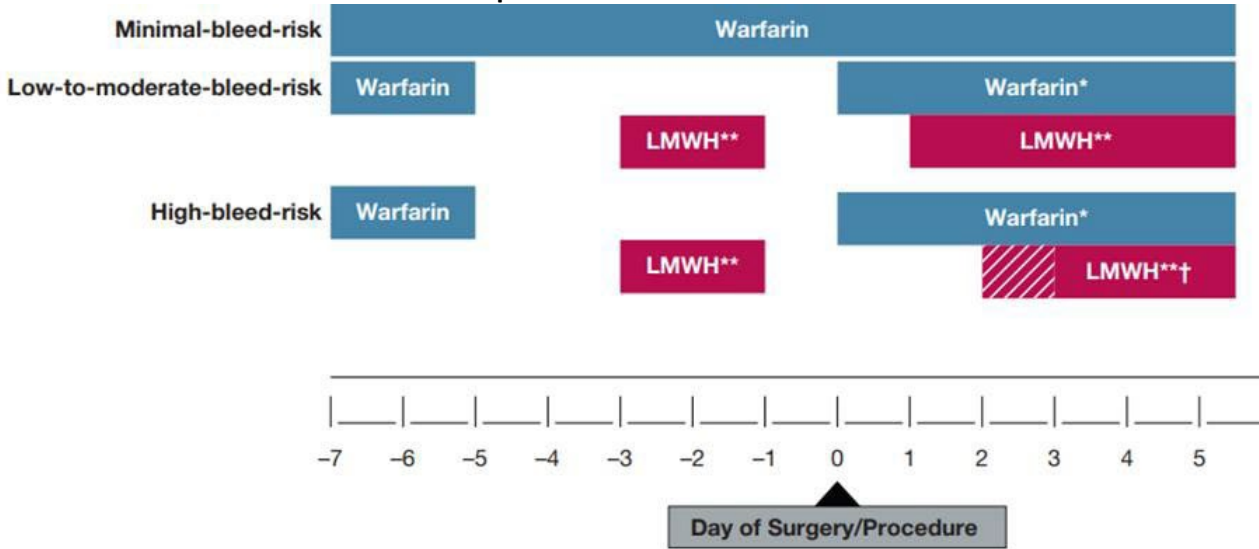 Minimal-bleed-risk Warfarin
Low-to-moderate-bleed-risk Warfarin Warfarin*
LMWH** LMWH**
High-bleed-risk Warfarin Warfarin*
LMWH** LMWH**†
–7 –6 –5 –4 –3 –2 –1 0 1 2 3 4 5
Day of Surgery/Procedure